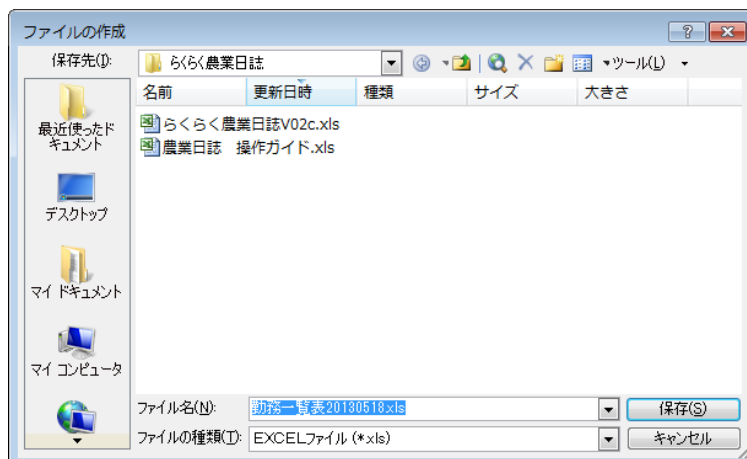 ファイルの作成
保存先(I):
らくらく農業日誌
ツール(L)
名前 更新日時 種類 サイズ 大きさ
らくらく農業日誌V02c.xls
農業日誌 操作ガイド.xls
最近使ったド
キュメント
デスクトップ
マイ ドキュメント
マイ コンピュータ
ファイル名(N):
勤務一覧表20130518.xls
保存(S)
ファイルの種類(T):
EXCELファイル (*.xls)
キャンセル